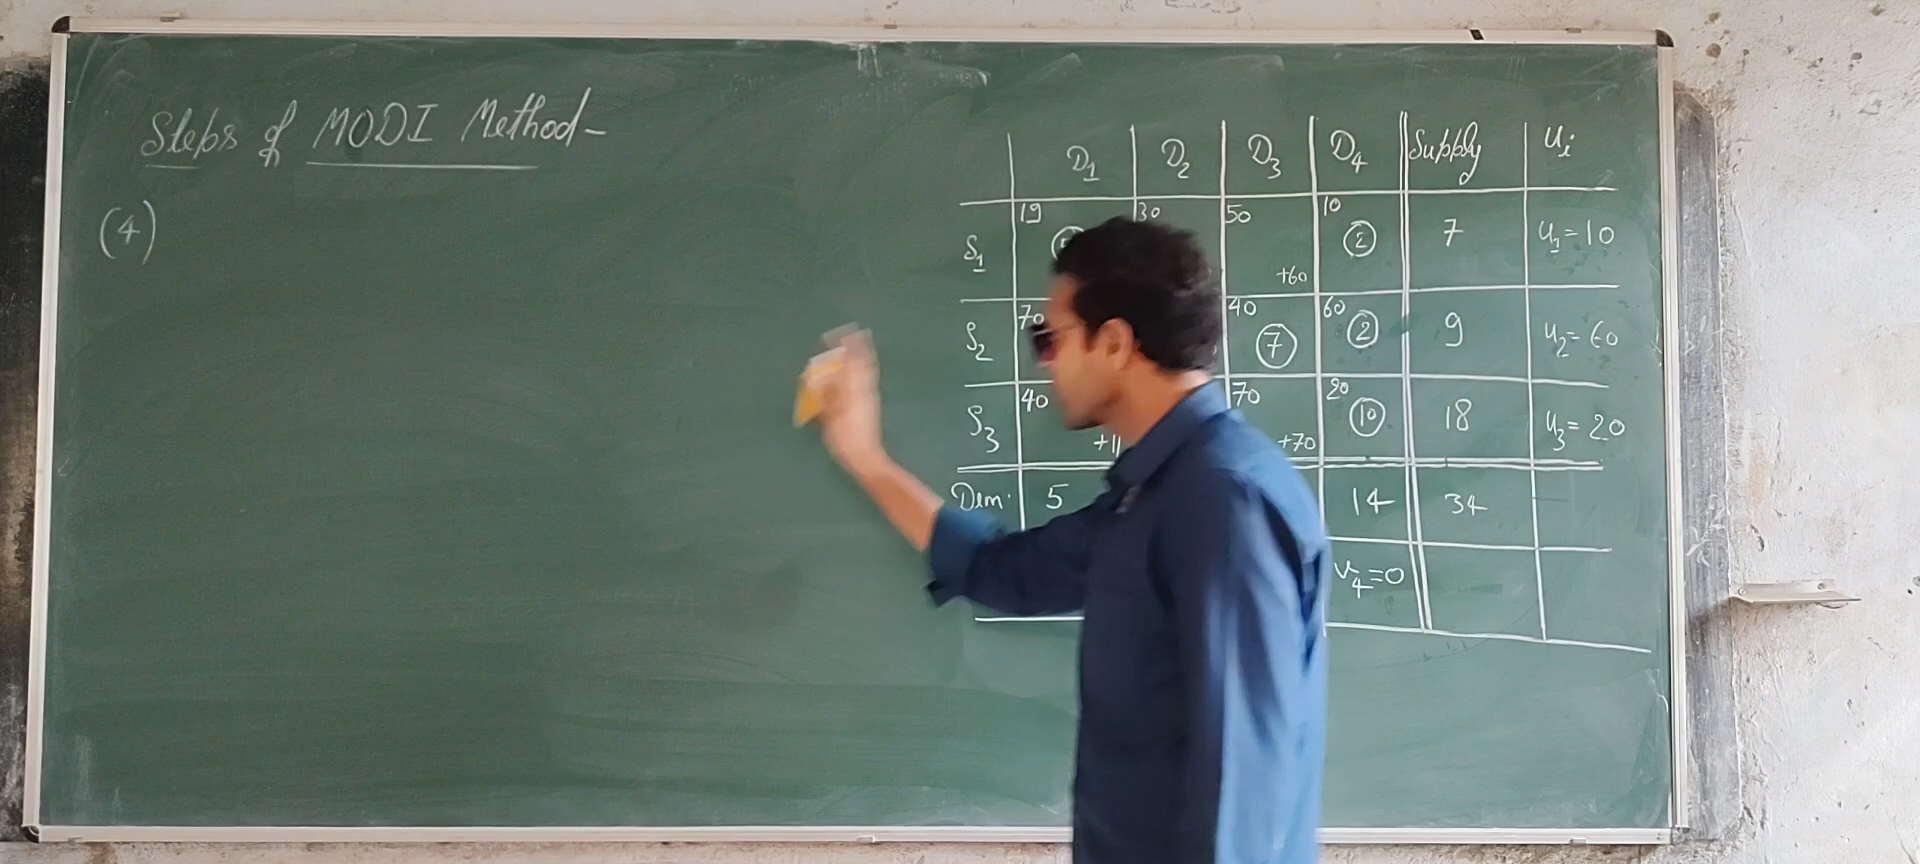 Steps of MODI Method-
(4)
D1 D2 D3 D4 Supply ui
S1 19 30 50 +60 10 2 7 u1=10
S2 70 40 7 60 2 9 u2=60
S3 40 70 +70 20 10 18 u3=20
Dem. 5 14 34
v4=0